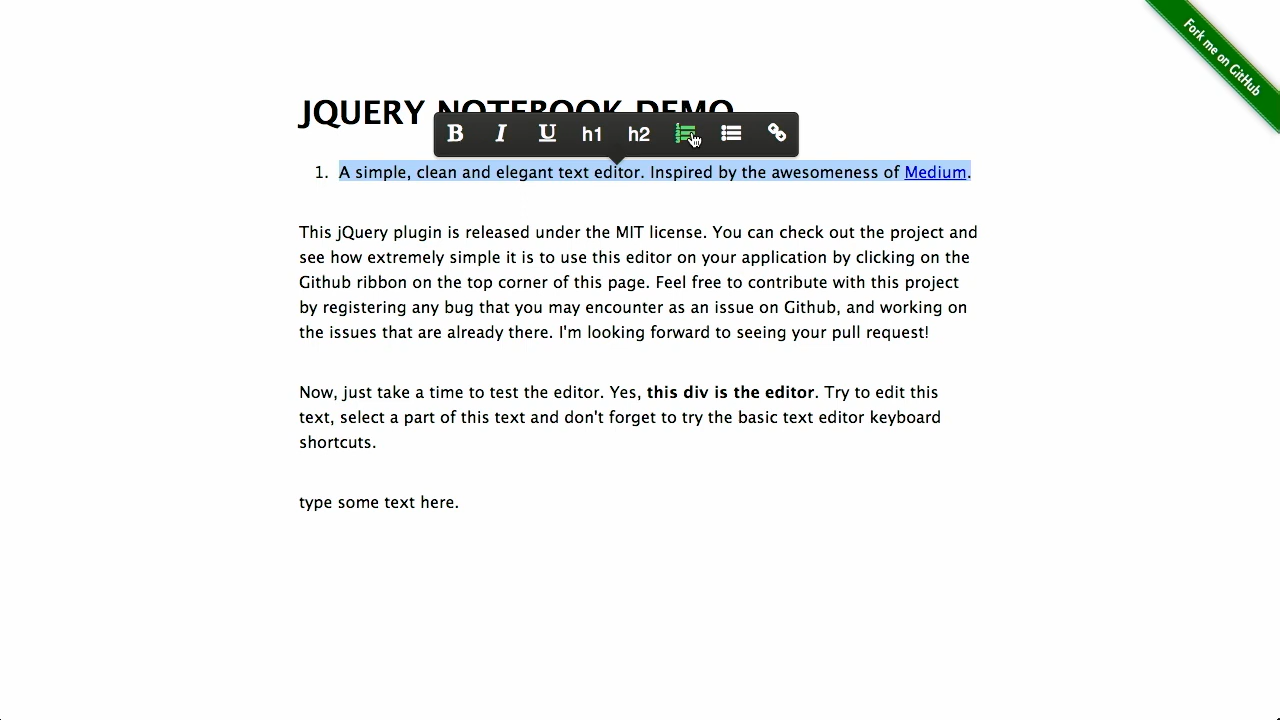 Fork me on GitHub
JQUERY NOTEBOOK DEMO
B I U h1 h2
1. A simple, clean and elegant text editor. Inspired by the awesomeness of Medium.
This jQuery plugin is released under the MIT license. You can check out the project and
see how extremely simple it is to use this editor on your application by clicking on the
Github ribbon on the top corner of this page. Feel free to contribute with this project
by registering any bug that you may encounter as an issue on Github, and working on
the issues that are already there. I'm looking forward to seeing your pull request!
Now, just take a time to test the editor. Yes, this div is the editor. Try to edit this
text, select a part of this text and don't forget to try the basic text editor keyboard
shortcuts.
type some text here.